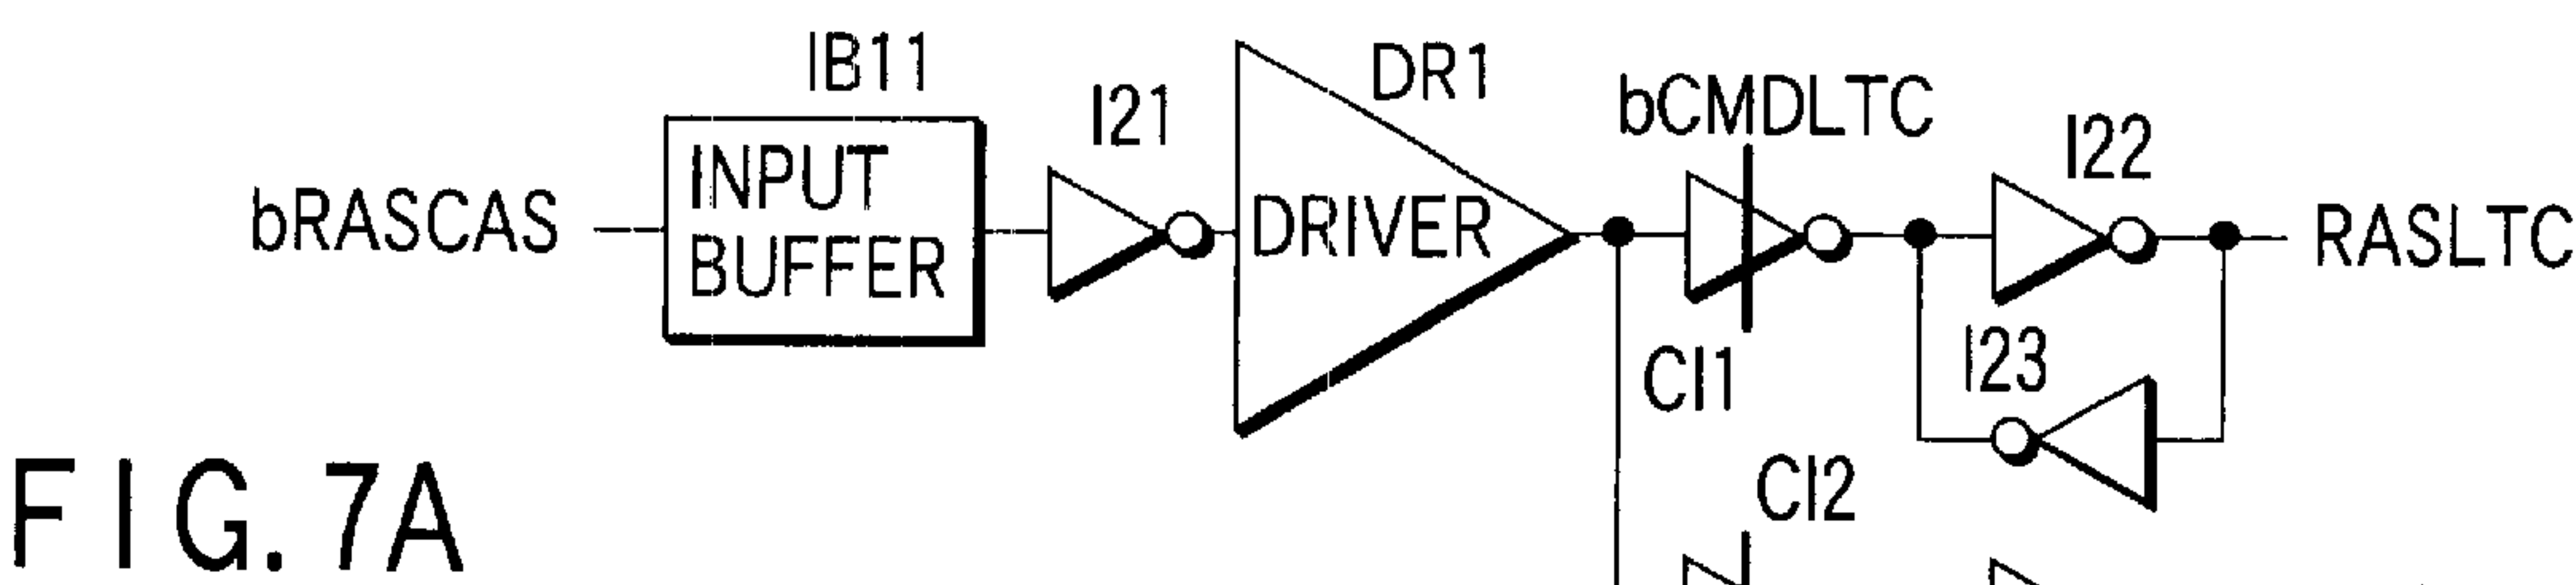 IB11
DR1
I21
bCMDLTC
I22
bRASCAS
INPUT
BUFFER
DRIVER
RASLTC
I23
CI1
CI2
FIG. 7A